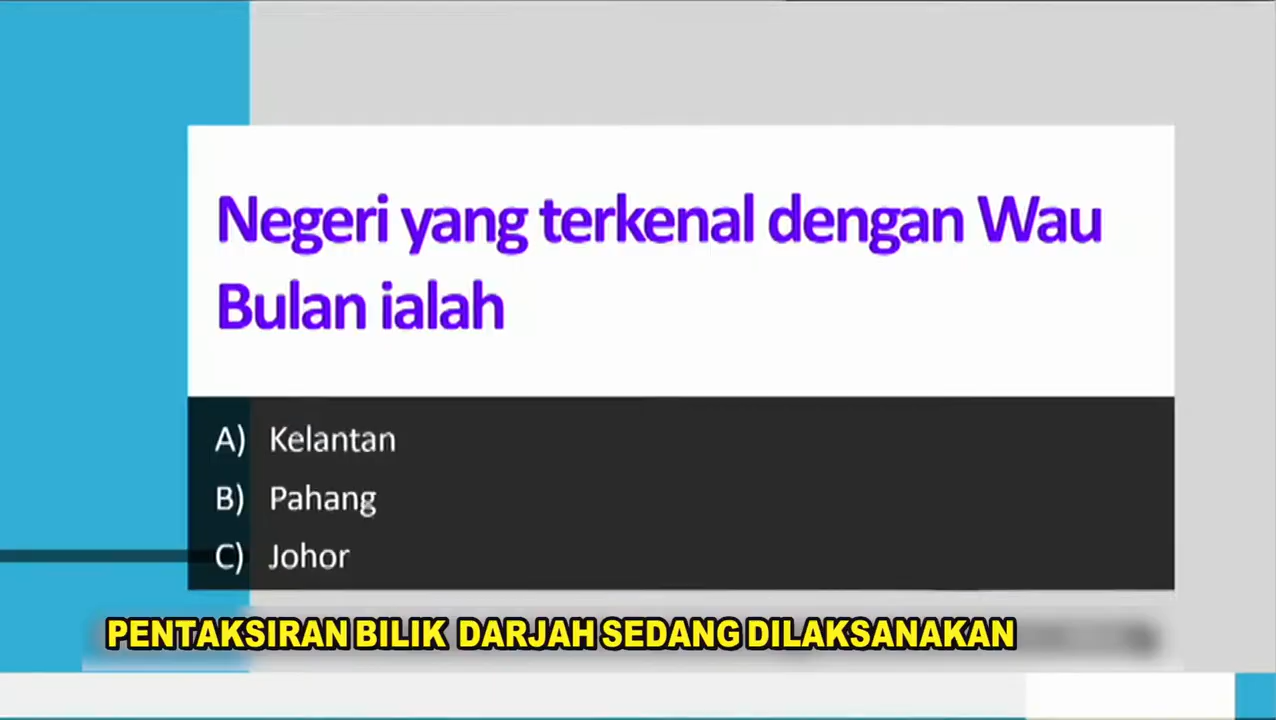 Negeri yang terkenal dengan Wau
Bulan ialah
A) Kelantan
B) Pahang
C) Johor
PENTAKSIRAN BILIK DARJAH SEDANG DILAKSANAKAN